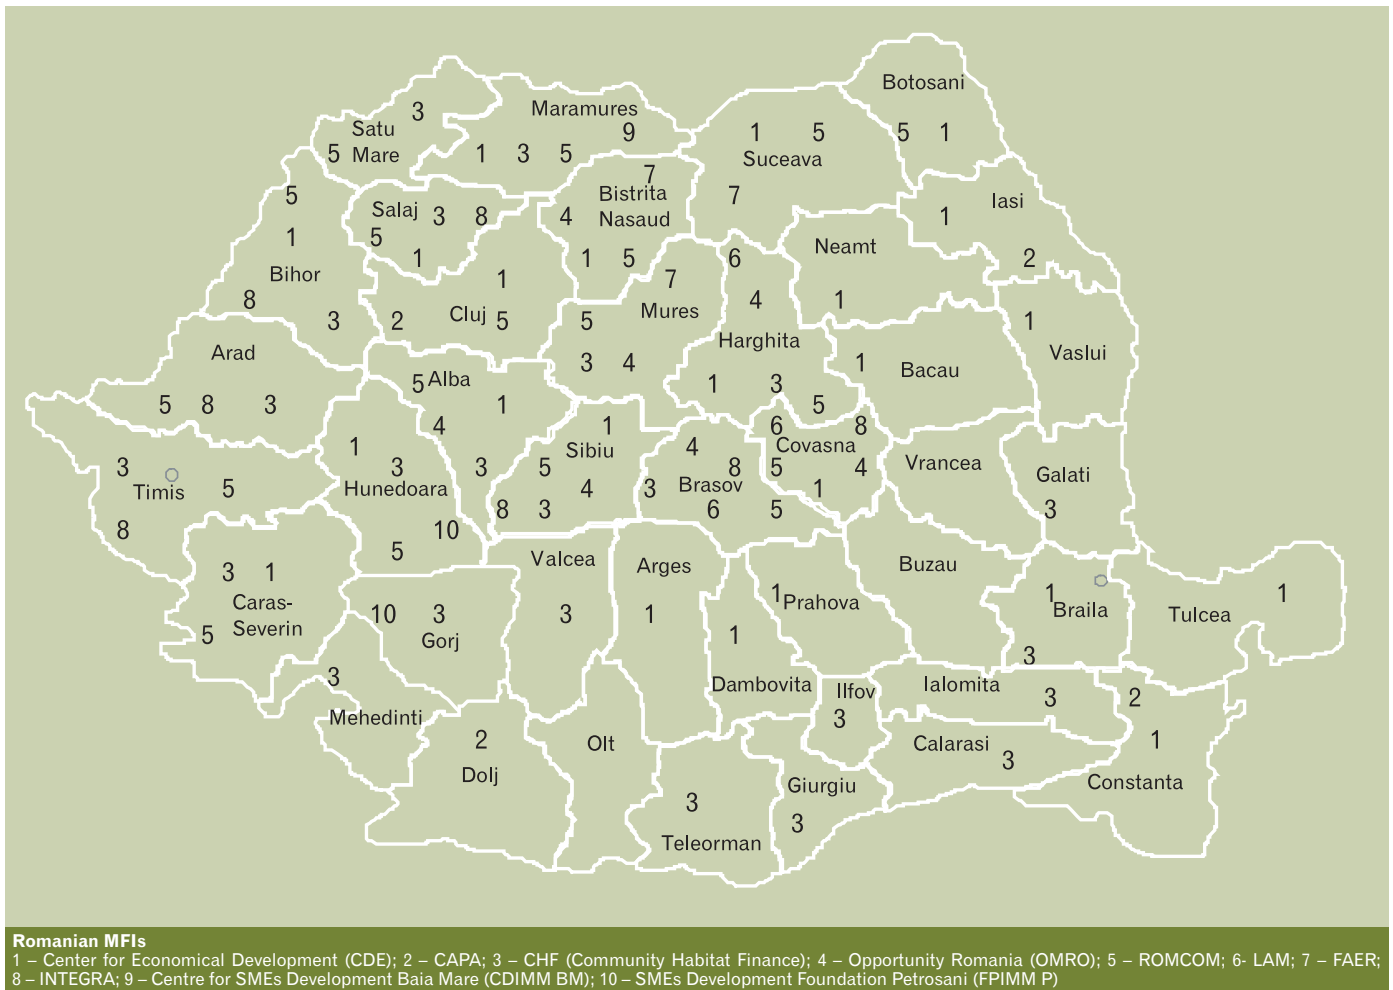 Botosani
5 1
Maramures
9
1 3 5
3
Satu
Mare
5
1 5
Suceava
7
7
Bistrita
Nasaud
4
1 5
Iasi
1
2
5
1
Bihor
8
3
Salaj 3 8
5
1
1
Cluj
2 5
Neamt
1
6
4
Harghita
1 3
5
7
Mures
5
3 4
1
Vaslui
Arad
5 8 3
5 Alba
1
4
3
1
Bacau
1
3
Hunedoara
10
5
1
Sibiu
5
4
8 3
4
8
Brasov
3
6 5
6 8
Covasna
5 4
1
Vrancea
Galati
3
3
Timis
5
8
3 1
Caras-
Severin
5
Valcea
3
Arges
1
Buzau
1
Prahova
1
Dambovita
1
Braila
3
1
Tulcea
10 3
Gorj
3
Mehedinti
Ilfov
3
Ialomita
3
2
1
Constanta
2
Dolj
Olt
Calarasi
3
Giurgiu
3
3
Teleorman
Romanian MFIs
1 – Center for Economical Development (CDE); 2 – CAPA; 3 – CHF (Community Habitat Finance); 4 – Opportunity Romania (OMRO); 5 – ROMCOM; 6- LAM; 7 – FAER;
8 – INTEGRA; 9 – Centre for SMEs Development Baia Mare (CDIMM BM); 10 – SMEs Development Foundation Petrosani (FPIMM P)